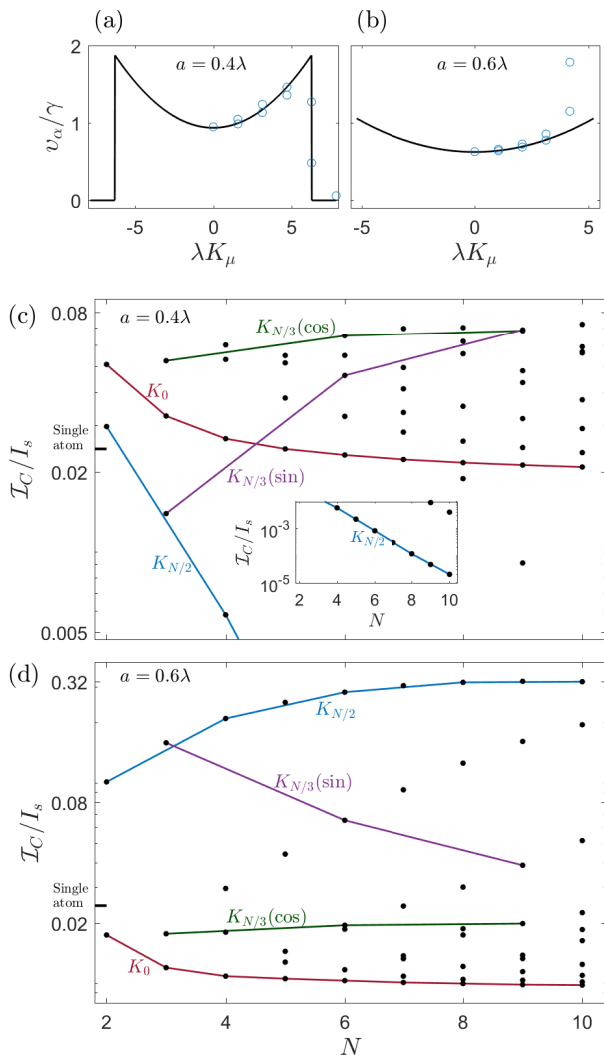 (a)
(b)
a = 0.4λ
a = 0.6λ
v_α/γ
2
1
0
-5 0 5
-5 0 5
λK_μ
λK_μ
(c)
a = 0.4λ
0.08
K_{N/3}(cos)
K_0
Single
atom
0.02
K_{N/3}(sin)
K_{N/2}
0.005
ℐ_C/I_s
10^{-3}
10^{-5}
K_{N/2}
ℐ_C/I_s
2 4 6 8 10
N
(d)
a = 0.6λ
0.32
K_{N/2}
K_{N/3}(sin)
0.08
ℐ_C/I_s
Single
atom
0.02
K_{N/3}(cos)
K_0
2 4 6 8 10
N